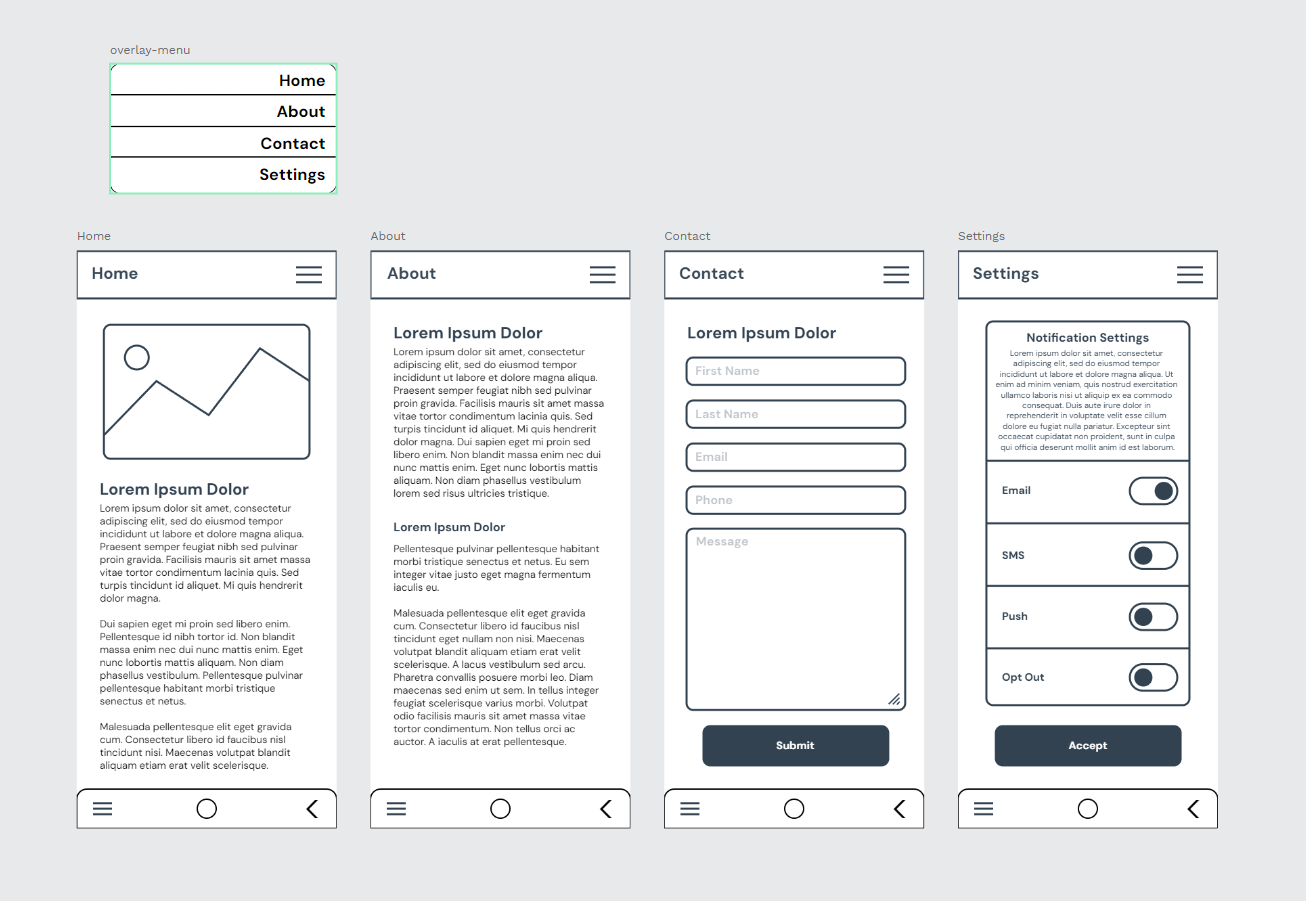 overlay-menu
Home
About
Contact
Settings
Home
Home
Lorem Ipsum Dolor
Lorem ipsum dolor sit amet, consectetur
adipiscing elit, sed do eiusmod tempor
incididunt ut labore et dolore magna aliqua.
Praesent semper feugiat nibh sed pulvinar
proin gravida. Facilisis mauris sit amet massa
vitae tortor condimentum lacinia quis. Sed
turpis tincidunt id aliquet. Mi quis hendrerit
dolor magna.
Dui sapien eget mi proin sed libero enim.
Pellentesque id nibh tortor id. Non blandit
massa enim nec dui nunc mattis enim. Eget
nunc lobortis mattis aliquam. Non diam
phasellus vestibulum. Pellentesque pulvinar
pellentesque habitant morbi tristique
senectus et netus.
Malesuada pellentesque elit eget gravida
cum. Consectetur libero id faucibus nisl
tincidunt nisi. Maecenas volutpat blandit
aliquam etiam erat velit scelerisque.
About
About
Lorem Ipsum Dolor
Lorem ipsum dolor sit amet, consectetur
adipiscing elit, sed do eiusmod tempor
incididunt ut labore et dolore magna aliqua.
Praesent semper feugiat nibh sed pulvinar
proin gravida. Facilisis mauris sit amet massa
vitae tortor condimentum lacinia quis. Sed
turpis tincidunt id aliquet. Mi quis hendrerit
dolor magna. Dui sapien eget mi proin sed
libero enim. Non blandit massa enim nec dui
nunc mattis enim. Eget nunc lobortis mattis
aliquam. Non diam phasellus vestibulum
lorem sed risus ultricies tristique.
Lorem Ipsum Dolor
Pellentesque pulvinar pellentesque habitant
morbi tristique senectus et netus. Eu sem
integer vitae justo eget magna fermentum
iaculis eu.
Malesuada pellentesque elit eget gravida
cum. Consectetur libero id faucibus nisl
tincidunt eget nullam non nisi. Maecenas
volutpat blandit aliquam etiam erat velit
scelerisque. A lacus vestibulum sed arcu.
Pharetra convallis posuere morbi leo. Diam
maecenas sed enim ut sem. In tellus integer
feugiat scelerisque varius morbi. Volutpat
odio facilisis mauris sit amet massa vitae
tortor condimentum. Non tellus orci ac
auctor. A iaculis at erat pellentesque.
Contact
Contact
Lorem Ipsum Dolor
First Name
Last Name
Email
Phone
Message
Submit
Settings
Settings
Notification Settings
Lorem ipsum dolor sit amet, consectetur
adipiscing elit, sed do eiusmod tempor
incididunt ut labore et dolore magna aliqua. Ut
enim ad minim veniam, quis nostrud exercitation
ullamco laboris nisi ut aliquip ex ea commodo
consequat. Duis aute irure dolor in
reprehenderit in voluptate velit esse cillum
dolore eu fugiat nulla pariatur. Excepteur sint
occaecat cupidatat non proident, sunt in culpa
qui officia deserunt mollit anim id est laborum.
Email
SMS
Push
Opt Out
Accept